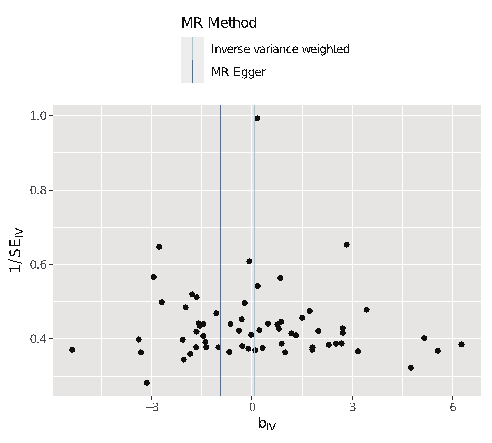 MR Method
Inverse variance weighted
MR Egger
1.0
0.8
0.6
0.4
1/SE_IV
−3
0
3
6
b_IV